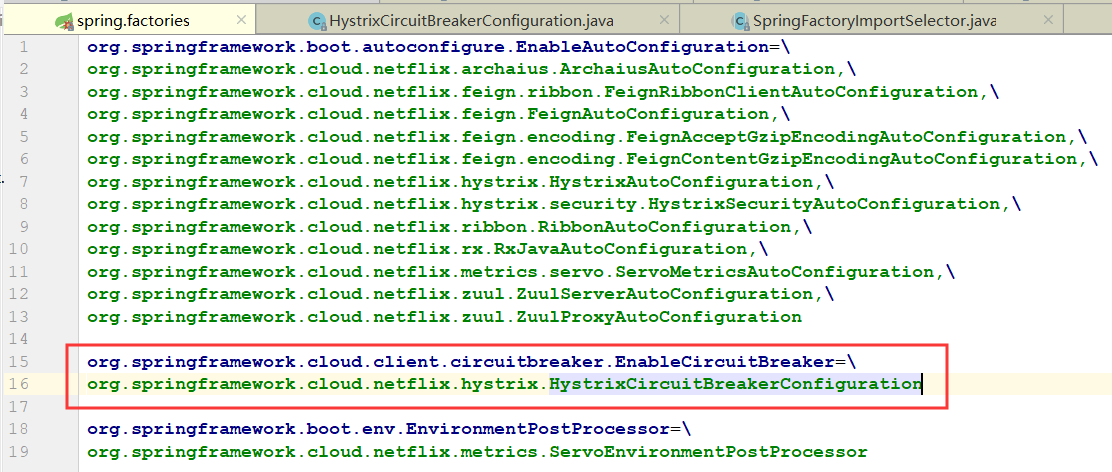 spring.factories
HystrixCircuitBreakerConfiguration.java
SpringFactoryImportSelector.java
1 org.springframework.boot.autoconfigure.EnableAutoConfiguration=\
2 org.springframework.cloud.netflix.archaius.ArchaiusAutoConfiguration,\
3 org.springframework.cloud.netflix.feign.ribbon.FeignRibbonClientAutoConfiguration,\
4 org.springframework.cloud.netflix.feign.FeignAutoConfiguration,\
5 org.springframework.cloud.netflix.feign.encoding.FeignAcceptGzipEncodingAutoConfiguration,\
6 org.springframework.cloud.netflix.feign.encoding.FeignContentGzipEncodingAutoConfiguration,\
7 org.springframework.cloud.netflix.hystrix.HystrixAutoConfiguration,\
8 org.springframework.cloud.netflix.hystrix.security.HystrixSecurityAutoConfiguration,\
9 org.springframework.cloud.netflix.ribbon.RibbonAutoConfiguration,\
10 org.springframework.cloud.netflix.rx.RxJavaAutoConfiguration,\
11 org.springframework.cloud.netflix.metrics.servo.ServoMetricsAutoConfiguration,\
12 org.springframework.cloud.netflix.zuul.ZuulServerAutoConfiguration,\
13 org.springframework.cloud.netflix.zuul.ZuulProxyAutoConfiguration
14
15 org.springframework.cloud.client.circuitbreaker.EnableCircuitBreaker=\
16 org.springframework.cloud.netflix.hystrix.HystrixCircuitBreakerConfiguration
17
18 org.springframework.boot.env.EnvironmentPostProcessor=\
19 org.springframework.cloud.netflix.metrics.ServoEnvironmentPostProcessor